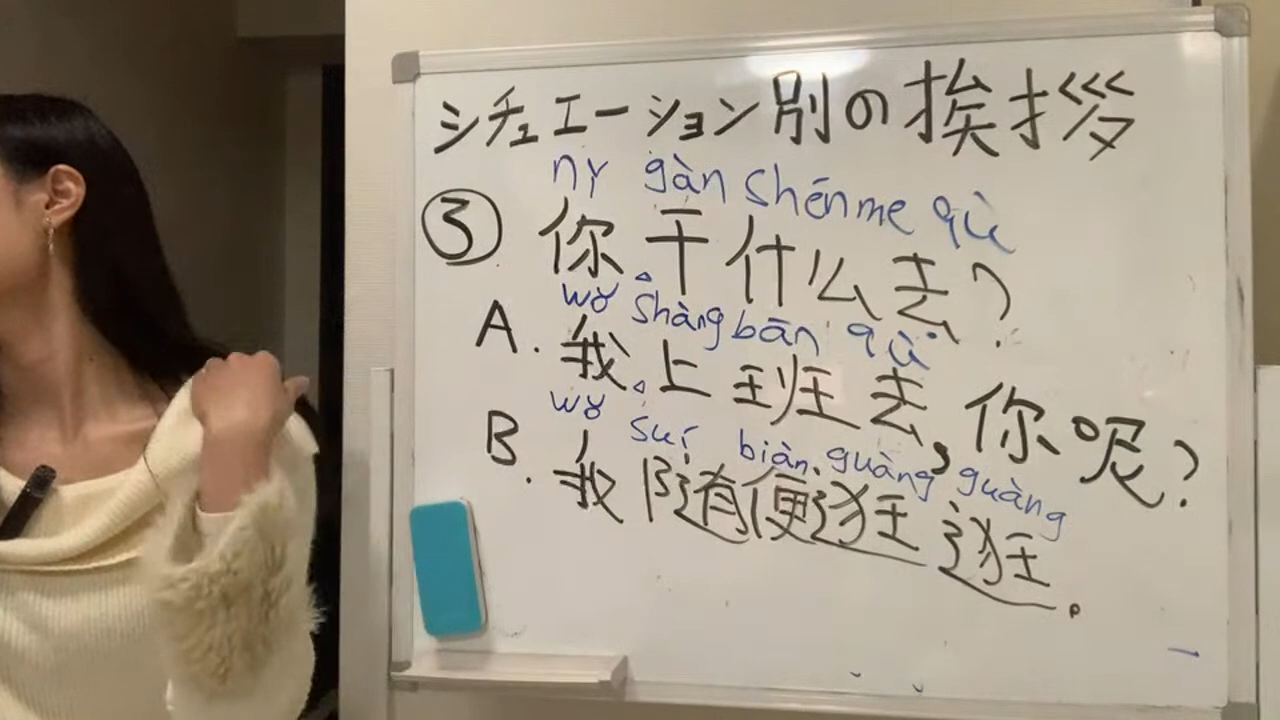 シチュエーション別の挨拶
nǐ gàn shénme qù
③ 你干什么去?
wǒ shàngbān qù
A. 我上班去,你呢?
wǒ suí biàn guàng guàng
B. 我随便逛逛。